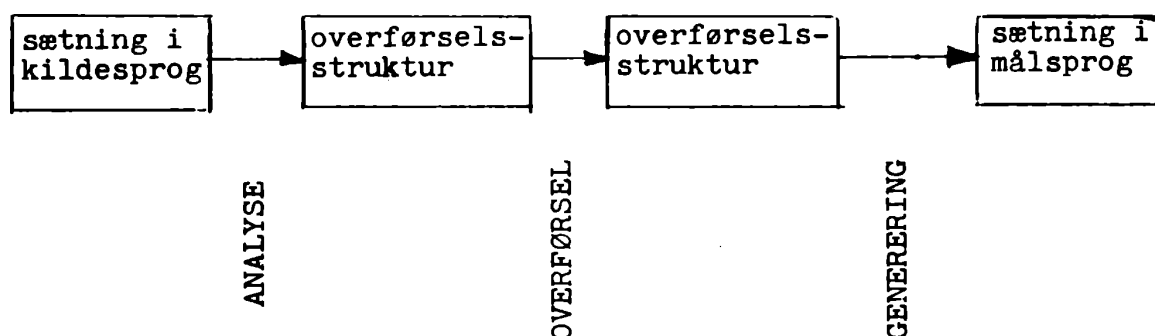 sætning i
kildesprog
overførsels-
struktur
overførsels-
struktur
sætning i
målsprog
ANALYSE
OVERFØRSEL
GENERERING